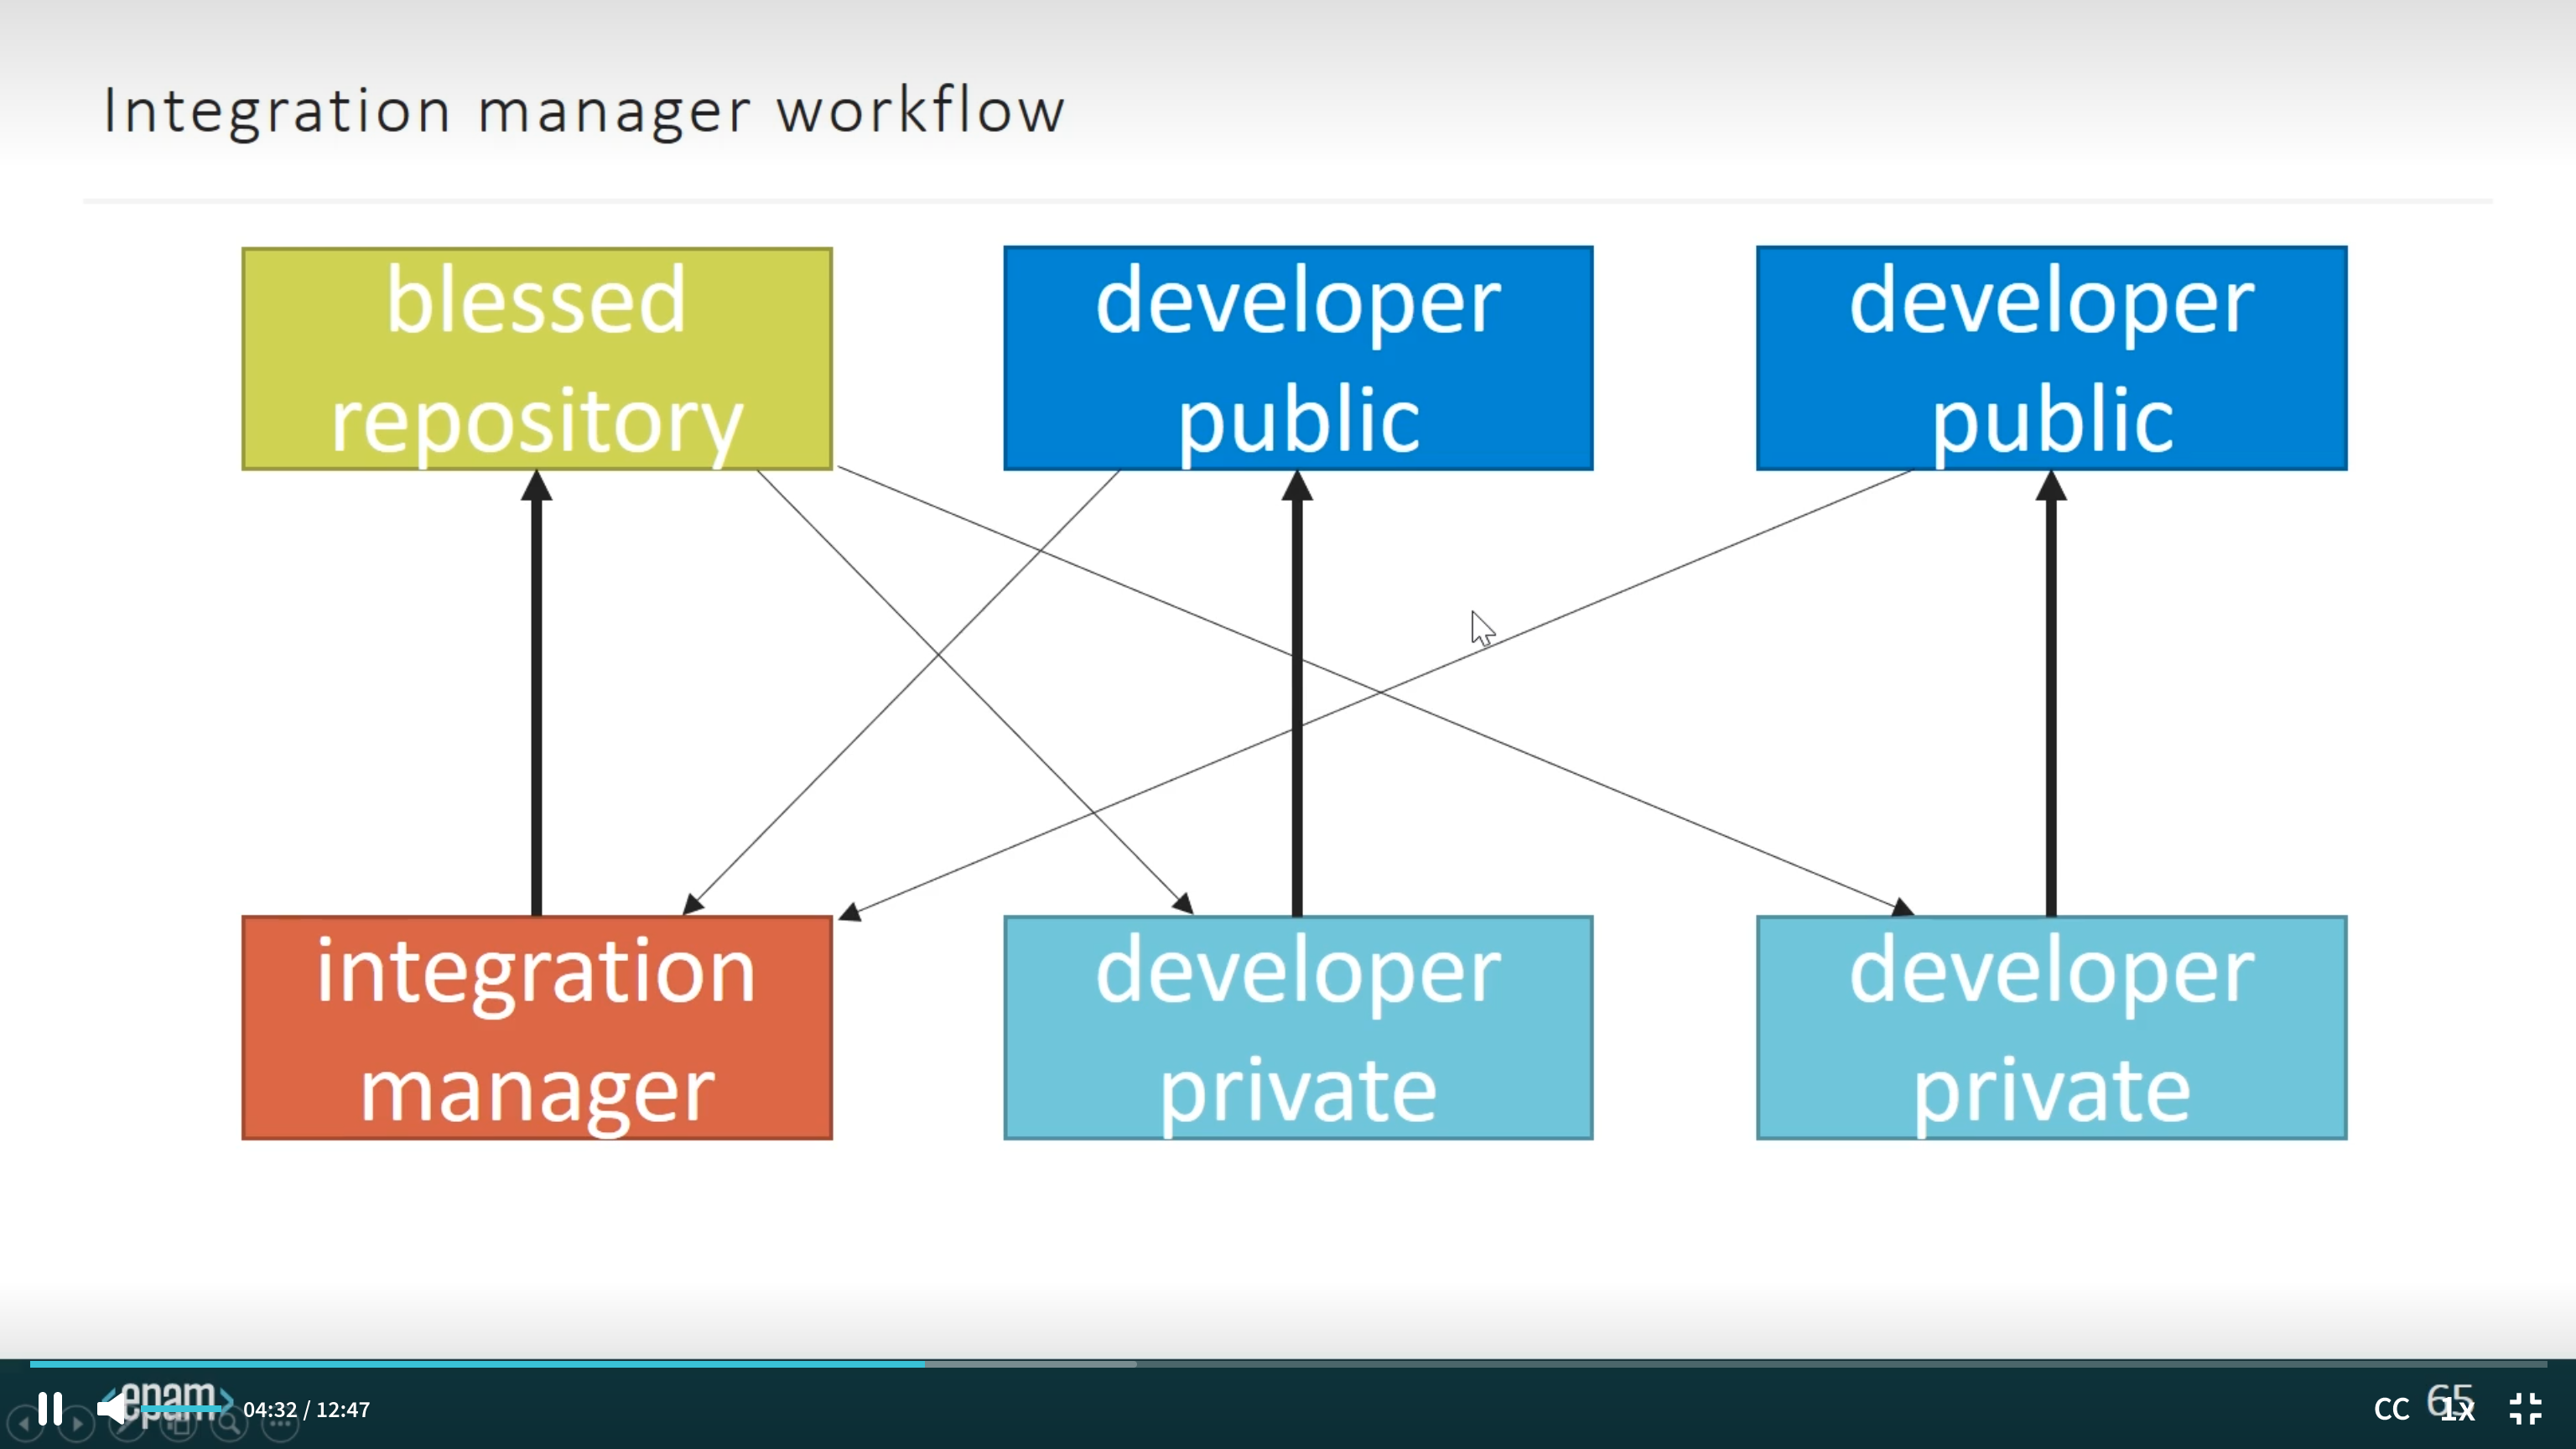 Integration manager workflow
blessed
repository
developer
public
developer
public
integration
manager
developer
private
developer
private
epam
04:32 / 12:47
CC
65
1x